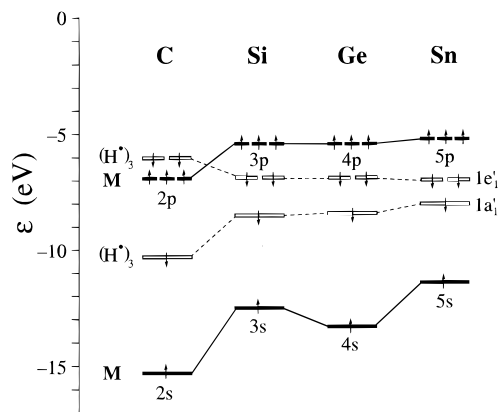 0
C Si Ge Sn
−5
(H•)₃
3p 4p 5p
M 2p
1e′₁
1a′₁
ε (eV)
−10
(H•)₃
5s
3s 4s
−15
M
2s